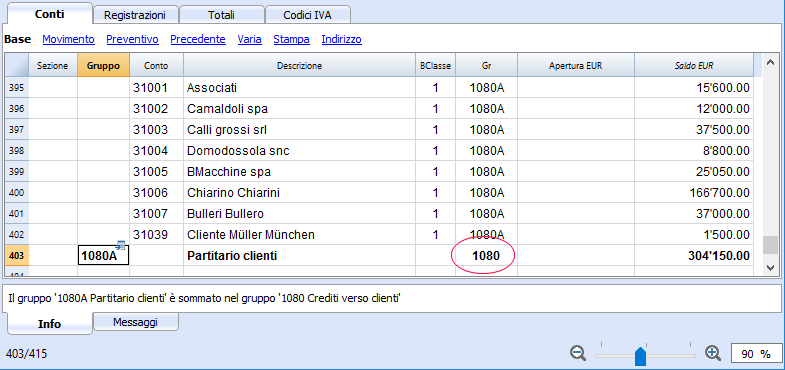 Conti Registrazioni Totali Codici IVA
Base Movimento Preventivo Precedente Varia Stampa Indirizzo
Sezione Gruppo Conto Descrizione BClasse Gr Apertura EUR Saldo EUR
395 31001 Associati 1 1080A 15'600.00
396 31002 Camaldoli spa 1 1080A 12'000.00
397 31003 Calli grossi srl 1 1080A 37'500.00
398 31004 Domodossola snc 1 1080A 8'800.00
399 31005 BMacchine spa 1 1080A 25'050.00
400 31006 Chiarino Chiarini 1 1080A 166'700.00
401 31007 Bulleri Bullero 1 1080A 37'000.00
402 31039 Cliente Müller München 1 1080A 1'500.00
403 1080A Partitario clienti 1080 304'150.00
Il gruppo '1080A Partitario clienti' è sommato nel gruppo '1080 Crediti verso clienti'
Info Messaggi
403/415 90 %